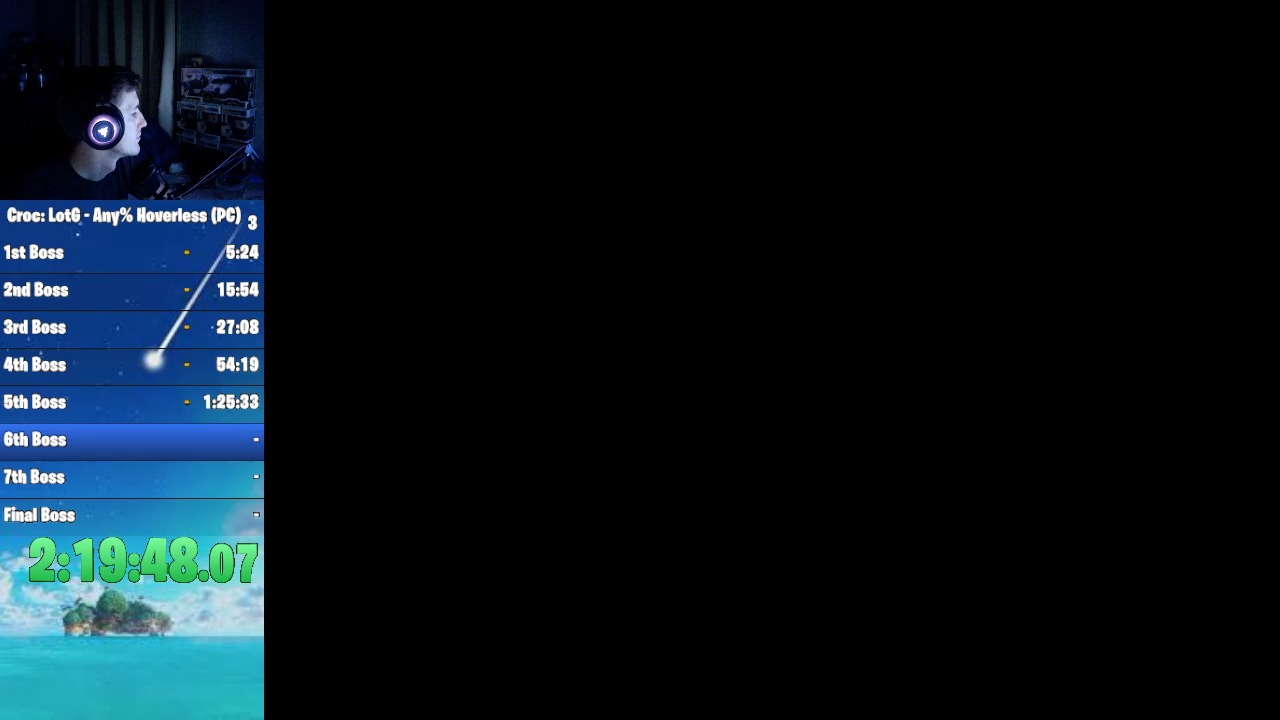 Croc: LotG - Any% Hoverless (PC) 3
1st Boss - 5:24
2nd Boss - 15:54
3rd Boss - 27:08
4th Boss - 54:19
5th Boss - 1:25:33
6th Boss -
7th Boss -
Final Boss -
2:19:48.07